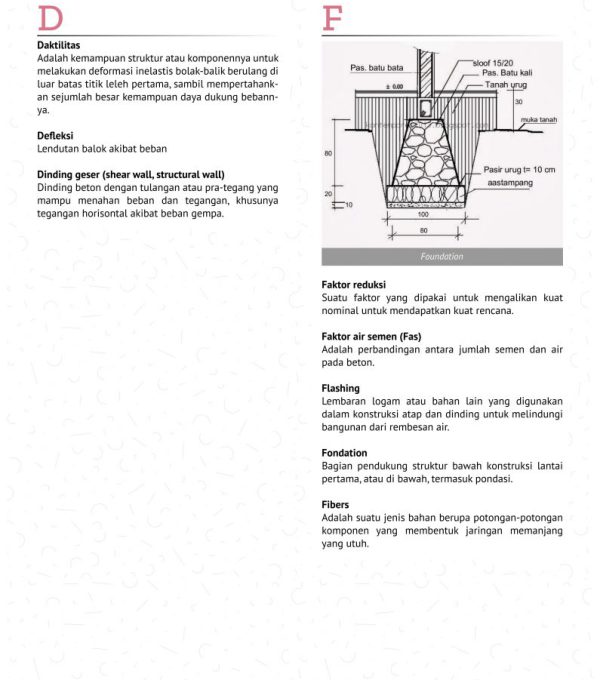 D
Daktilitas
Adalah kemampuan struktur atau komponennya untuk
melakukan deformasi inelastis bolak-balik berulang di
luar batas titik leleh pertama, sambil mempertahank-
an sejumlah besar kemampuan daya dukung bebann-
ya.
Defleksi
Lendutan balok akibat beban
Dinding geser (shear wall, structural wall)
Dinding beton dengan tulangan atau pra-tegang yang
mampu menahan beban dan tegangan, khusunya
tegangan horisontal akibat beban gempa.
F
Pas. batu bata
sloof 15/20
Pas. Batu kali
Tanah urug
± 0.00
30
muka tanah
80
Pasir urug t= 10 cm
aastampang
20
10
100
80
Foundation
Faktor reduksi
Suatu faktor yang dipakai untuk mengalikan kuat
nominal untuk mendapatkan kuat rencana.
Faktor air semen (Fas)
Adalah perbandingan antara jumlah semen dan air
pada beton.
Flashing
Lembaran logam atau bahan lain yang digunakan
dalam konstruksi atap dan dinding untuk melindungi
bangunan dari rembesan air.
Fondation
Bagian pendukung struktur bawah konstruksi lantai
pertama, atau di bawah, termasuk pondasi.
Fibers
Adalah suatu jenis bahan berupa potongan-potongan
komponen yang membentuk jaringan memanjang
yang utuh.